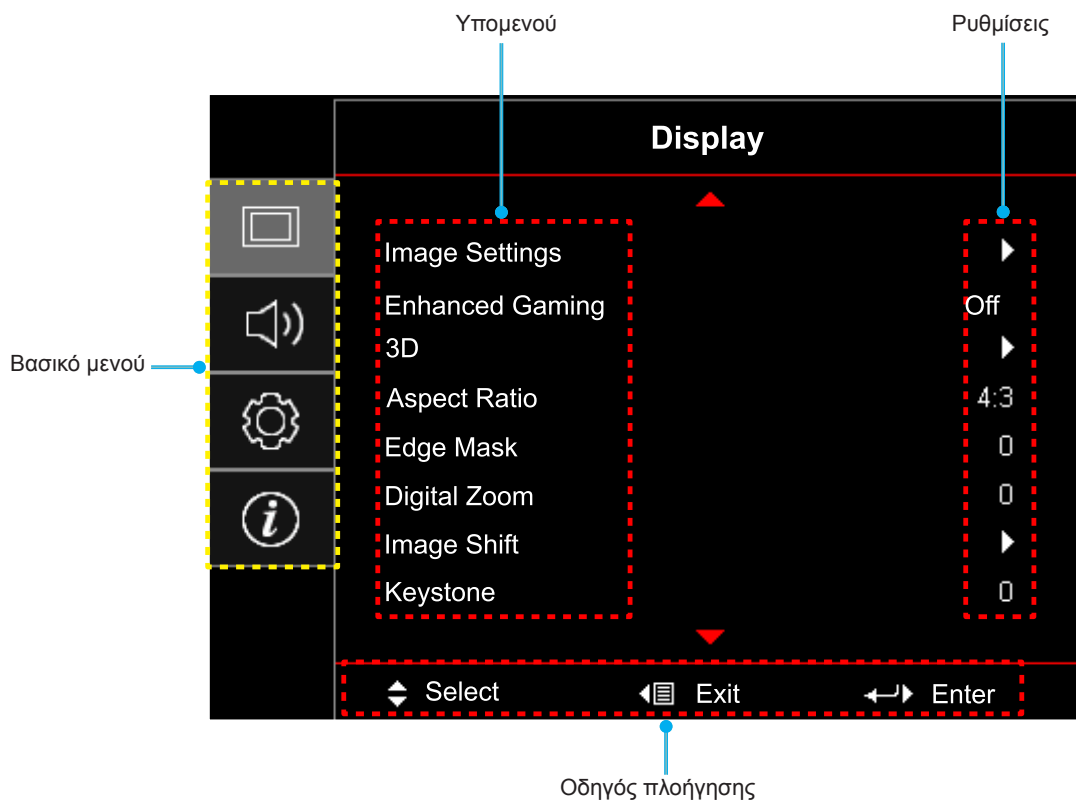 Υπομενού
Ρυθμίσεις
Display
Βασικό μενού
Image Settings
Enhanced Gaming Off
3D
Aspect Ratio 4:3
Edge Mask 0
Digital Zoom 0
Image Shift
Keystone 0
Select Exit Enter
Οδηγός πλοήγησης